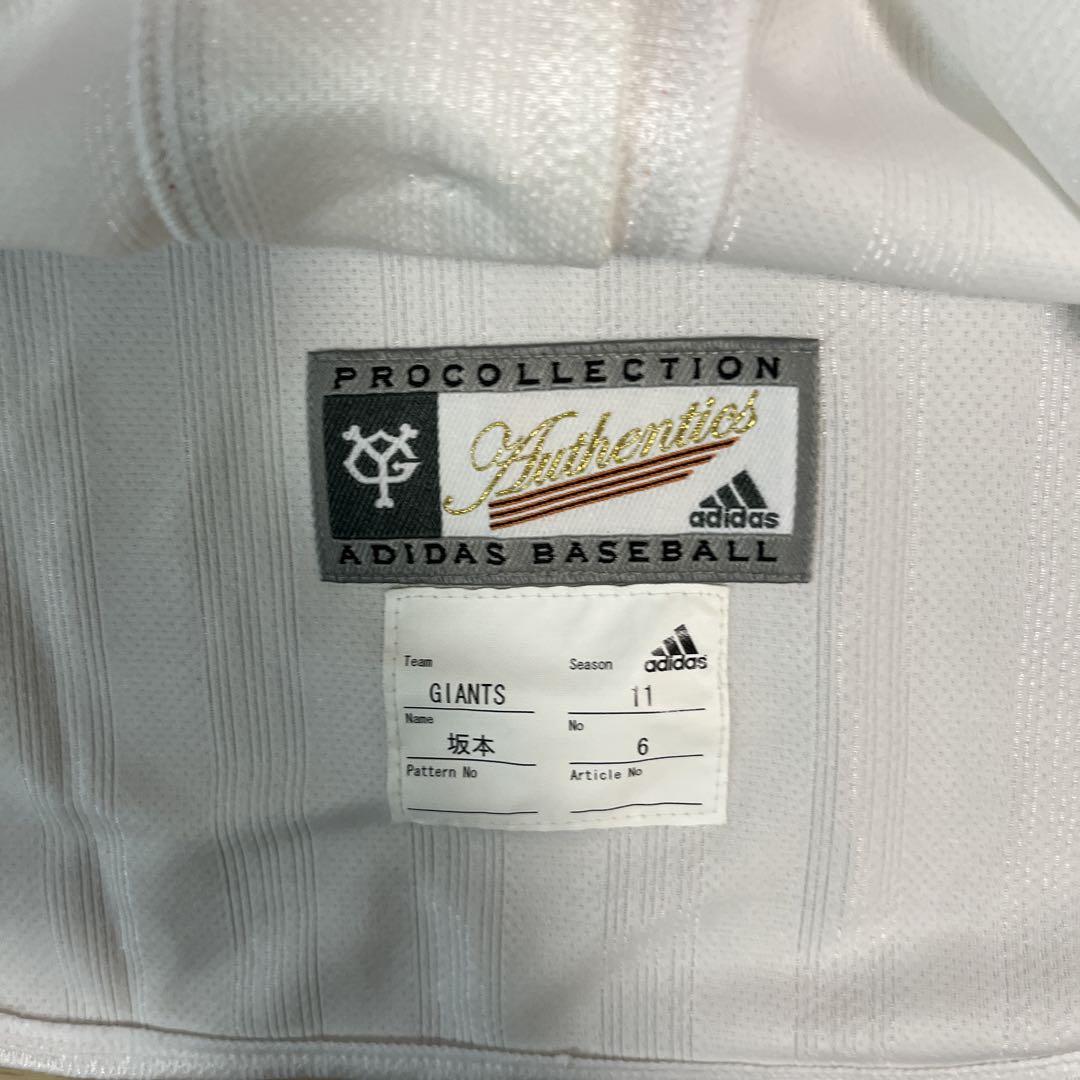 PROCOLLECTION
YG
Authentics
adidas
ADIDAS BASEBALL
adidas
Team Season
GIANTS 11
Name No
坂本 6
Pattern No Article No